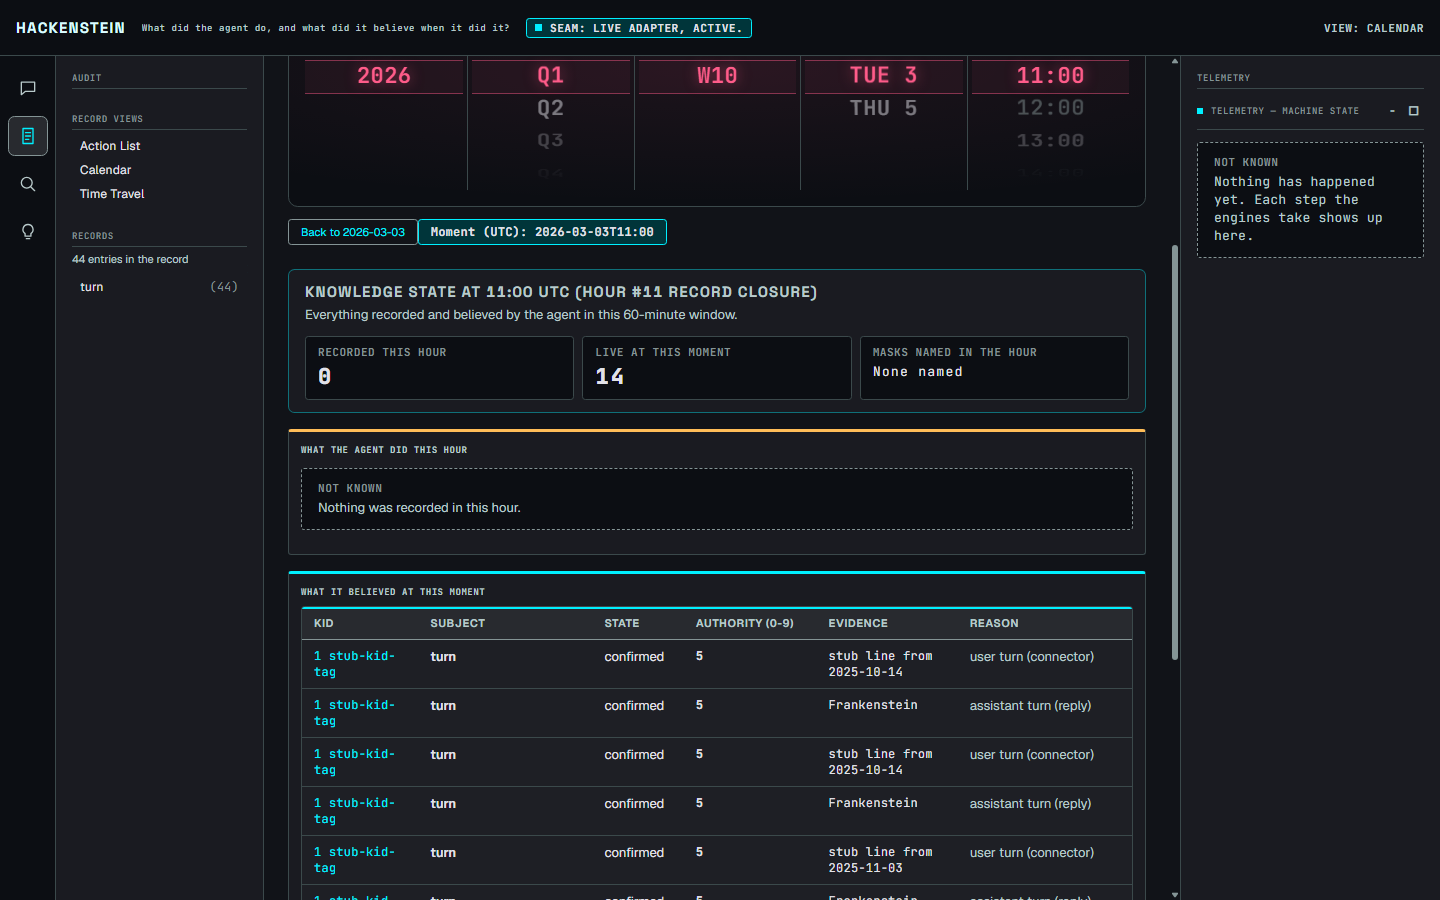 HACKENSTEIN
What did the agent do, and what did it believe when it did it?
SEAM: LIVE ADAPTER, ACTIVE.
VIEW: CALENDAR
AUDIT
RECORD VIEWS
Action List
Calendar
Time Travel
RECORDS
44 entries in the record
turn (44)
2026 Q1 W10 TUE 3 11:00
Q2 THU 5 12:00
Q3 13:00
Back to 2026-03-03
Moment (UTC): 2026-03-03T11:00
KNOWLEDGE STATE AT 11:00 UTC (HOUR #11 RECORD CLOSURE)
Everything recorded and believed by the agent in this 60-minute window.
RECORDED THIS HOUR
0
LIVE AT THIS MOMENT
14
MASKS NAMED IN THE HOUR
None named
WHAT THE AGENT DID THIS HOUR
NOT KNOWN
Nothing was recorded in this hour.
WHAT IT BELIEVED AT THIS MOMENT
KID SUBJECT STATE AUTHORITY (0-9) EVIDENCE REASON
1 stub-kid-tag turn confirmed 5 stub line from 2025-10-14 user turn (connector)
1 stub-kid-tag turn confirmed 5 Frankenstein assistant turn (reply)
1 stub-kid-tag turn confirmed 5 stub line from 2025-10-14 user turn (connector)
1 stub-kid-tag turn confirmed 5 Frankenstein assistant turn (reply)
1 stub-kid-tag turn confirmed 5 stub line from 2025-11-03 user turn (connector)
TELEMETRY
TELEMETRY — MACHINE STATE
NOT KNOWN
Nothing has happened
yet. Each step the
engines take shows up
here.